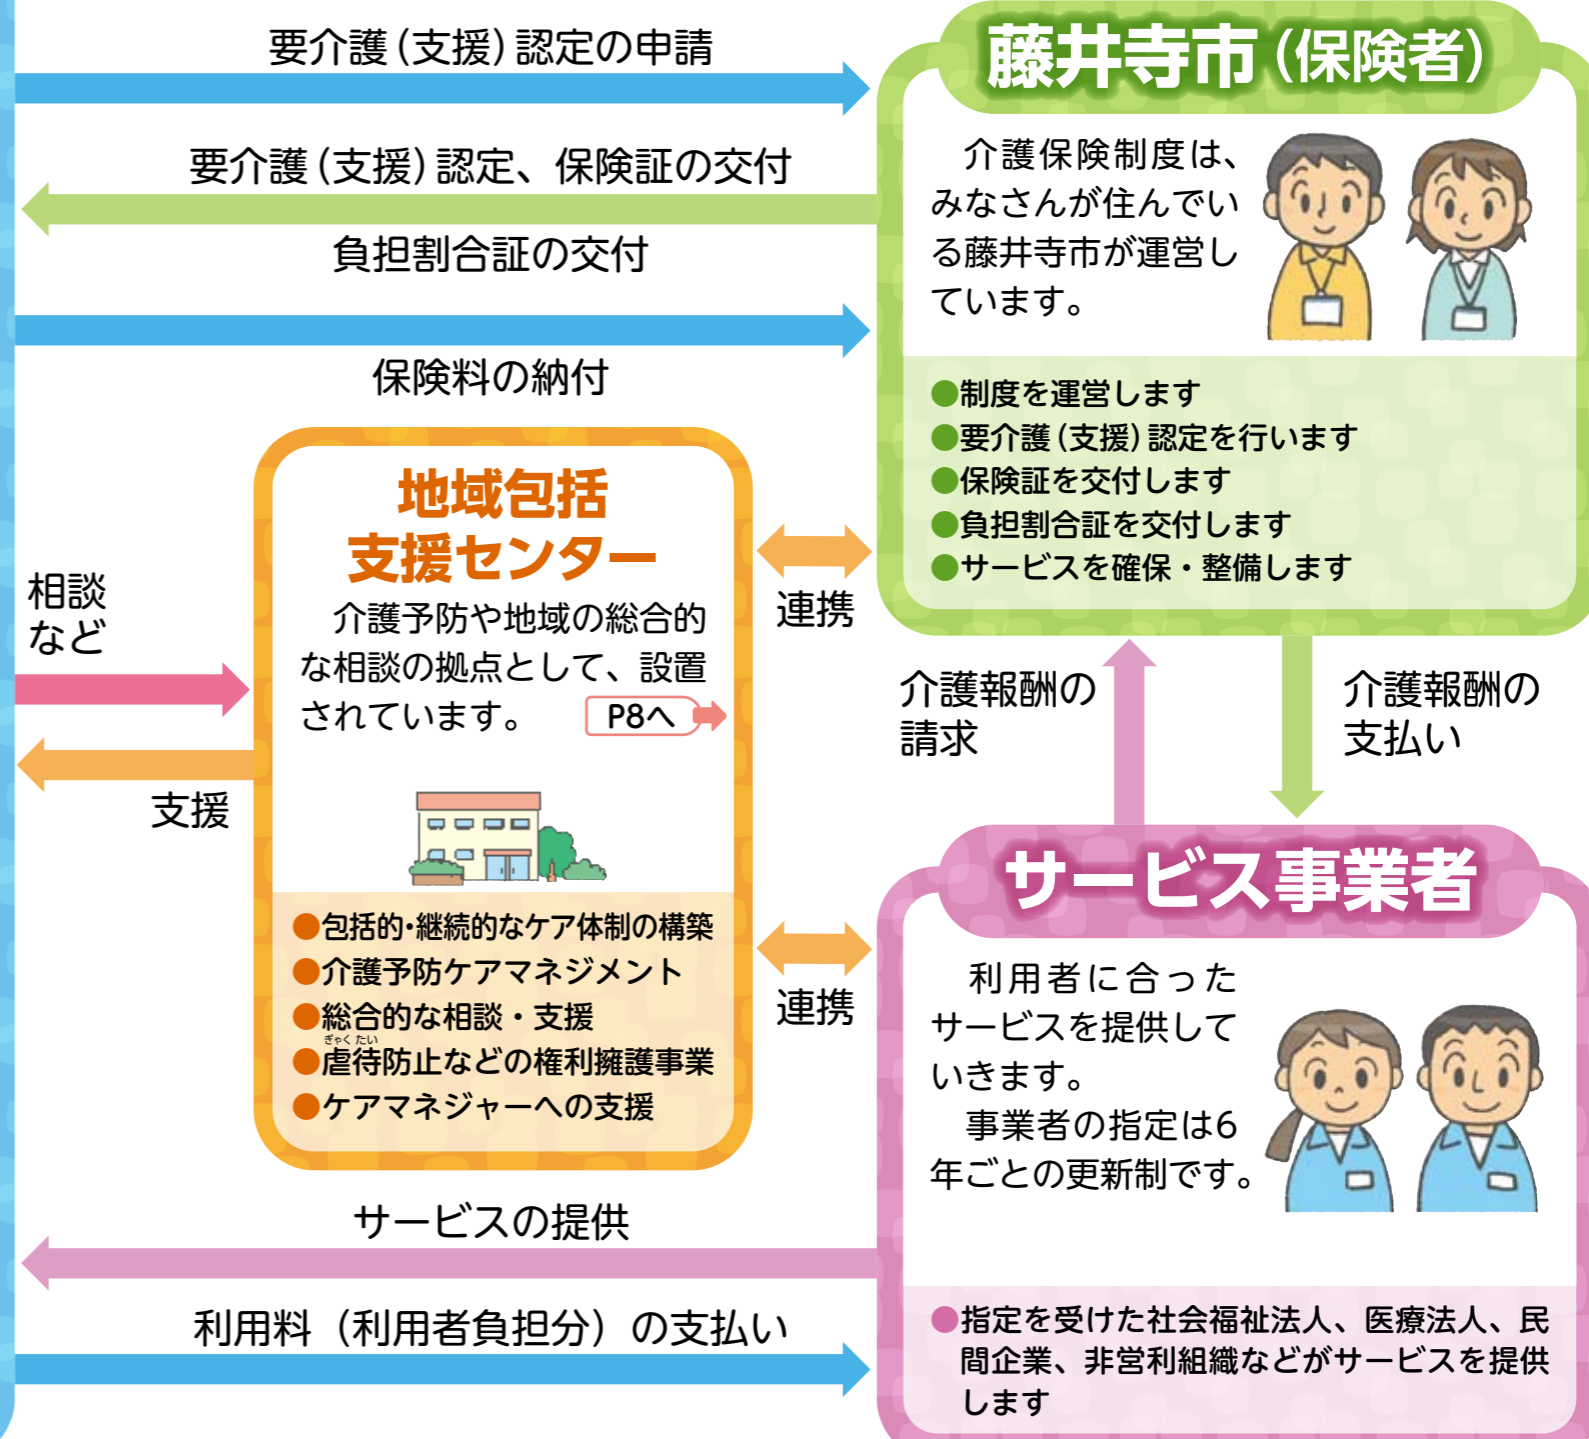 要介護（支援）認定の申請
要介護（支援）認定、保険証の交付
負担割合証の交付
保険料の納付
藤井寺市（保険者）
介護保険制度は、
みなさんが住んでい
る藤井寺市が運営し
ています。
●制度を運営します
●要介護（支援）認定を行います
●保険証を交付します
●負担割合証を交付します
●サービスを確保・整備します
地域包括
支援センター
介護予防や地域の総合的
な相談の拠点として、設置
されています。
P8へ
●包括的・継続的なケア体制の構築
●介護予防ケアマネジメント
●総合的な相談・支援
ぎゃくたい
●虐待防止などの権利擁護事業
●ケアマネジャーへの支援
相談
など
支援
連携
連携
介護報酬の
請求
介護報酬の
支払い
サービス事業者
利用者に合った
サービスを提供して
いきます。
事業者の指定は6
年ごとの更新制です。
●指定を受けた社会福祉法人、医療法人、民
間企業、非営利組織などがサービスを提供
します
サービスの提供
利用料（利用者負担分）の支払い